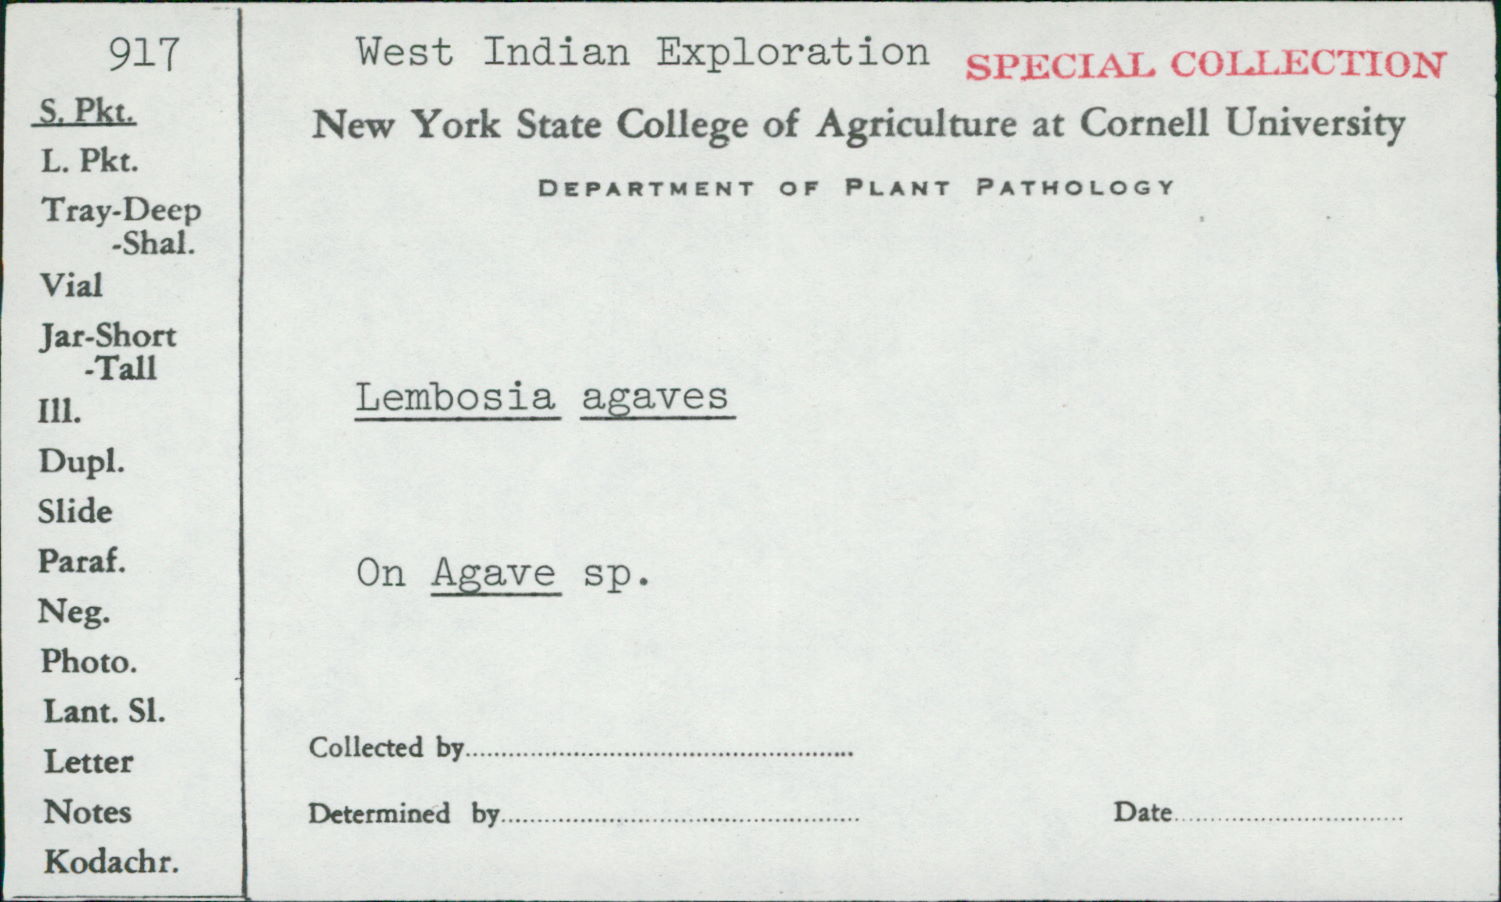 917
S. Pkt.
L. Pkt.
Tray-Deep
-Shal.
Vial
Jar-Short
-Tall
Ill.
Dupl.
Slide
Paraf.
Neg.
Photo.
Lant. Sl.
Letter
Notes
Kodachr.
West Indian Exploration SPECIAL COLLECTION
New York State College of Agriculture at Cornell University
DEPARTMENT OF PLANT PATHOLOGY
Lembosia agaves
On Agave sp.
Collected by
Determined by Date